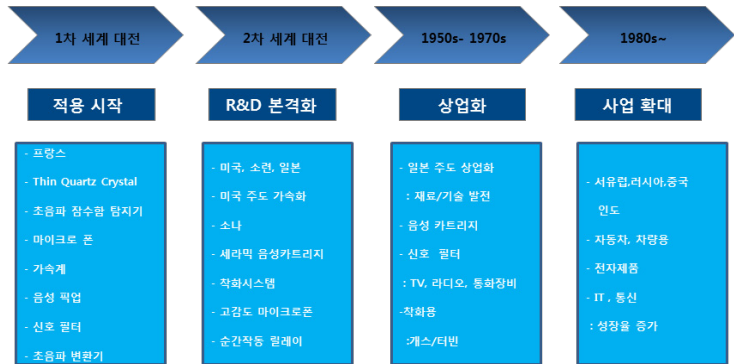 1차 세계 대전
2차 세계 대전
1950s- 1970s
1980s~
적용 시작
R&D 본격화
상업화
사업 확대
- 프랑스
- Thin Quartz Crystal
- 초음파 잠수함 탐지기
- 마이크로 폰
- 가속계
- 음성 픽업
- 신호 필터
- 초음파 변환기
- 미국, 소련, 일본
- 미국 주도 가속화
- 소나
- 세라믹 음성카트리지
- 착화시스템
- 고감도 마이크로폰
- 순간작동 릴레이
- 일본 주도 상업화
: 재료/기술 발전
- 음성 카트리지
- 신호 필터
: TV, 라디오, 통화장비
-착화용
:개스/터빈
- 서유럽,러시아,중국
인도
- 자동차, 차량용
- 전자제품
- IT , 통신
: 성장율 증가